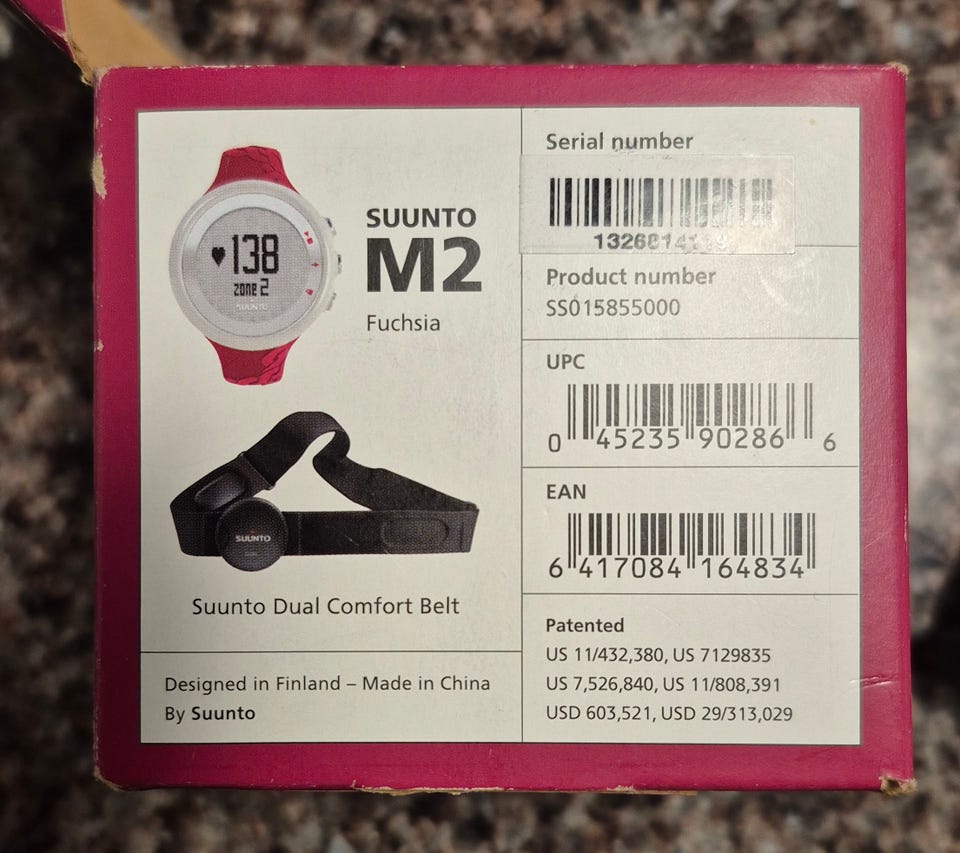 138
zone 2
SUUNTO
SUUNTO
M2
Fuchsia
SUUNTO
Suunto Dual Comfort Belt
Designed in Finland – Made in China
By Suunto
Serial number
Product number
SS015855000
UPC
0 45235 90286 6
EAN
6 417084 164834
Patented
US 11/432,380, US 7129835
US 7,526,840, US 11/808,391
USD 603,521, USD 29/313,029